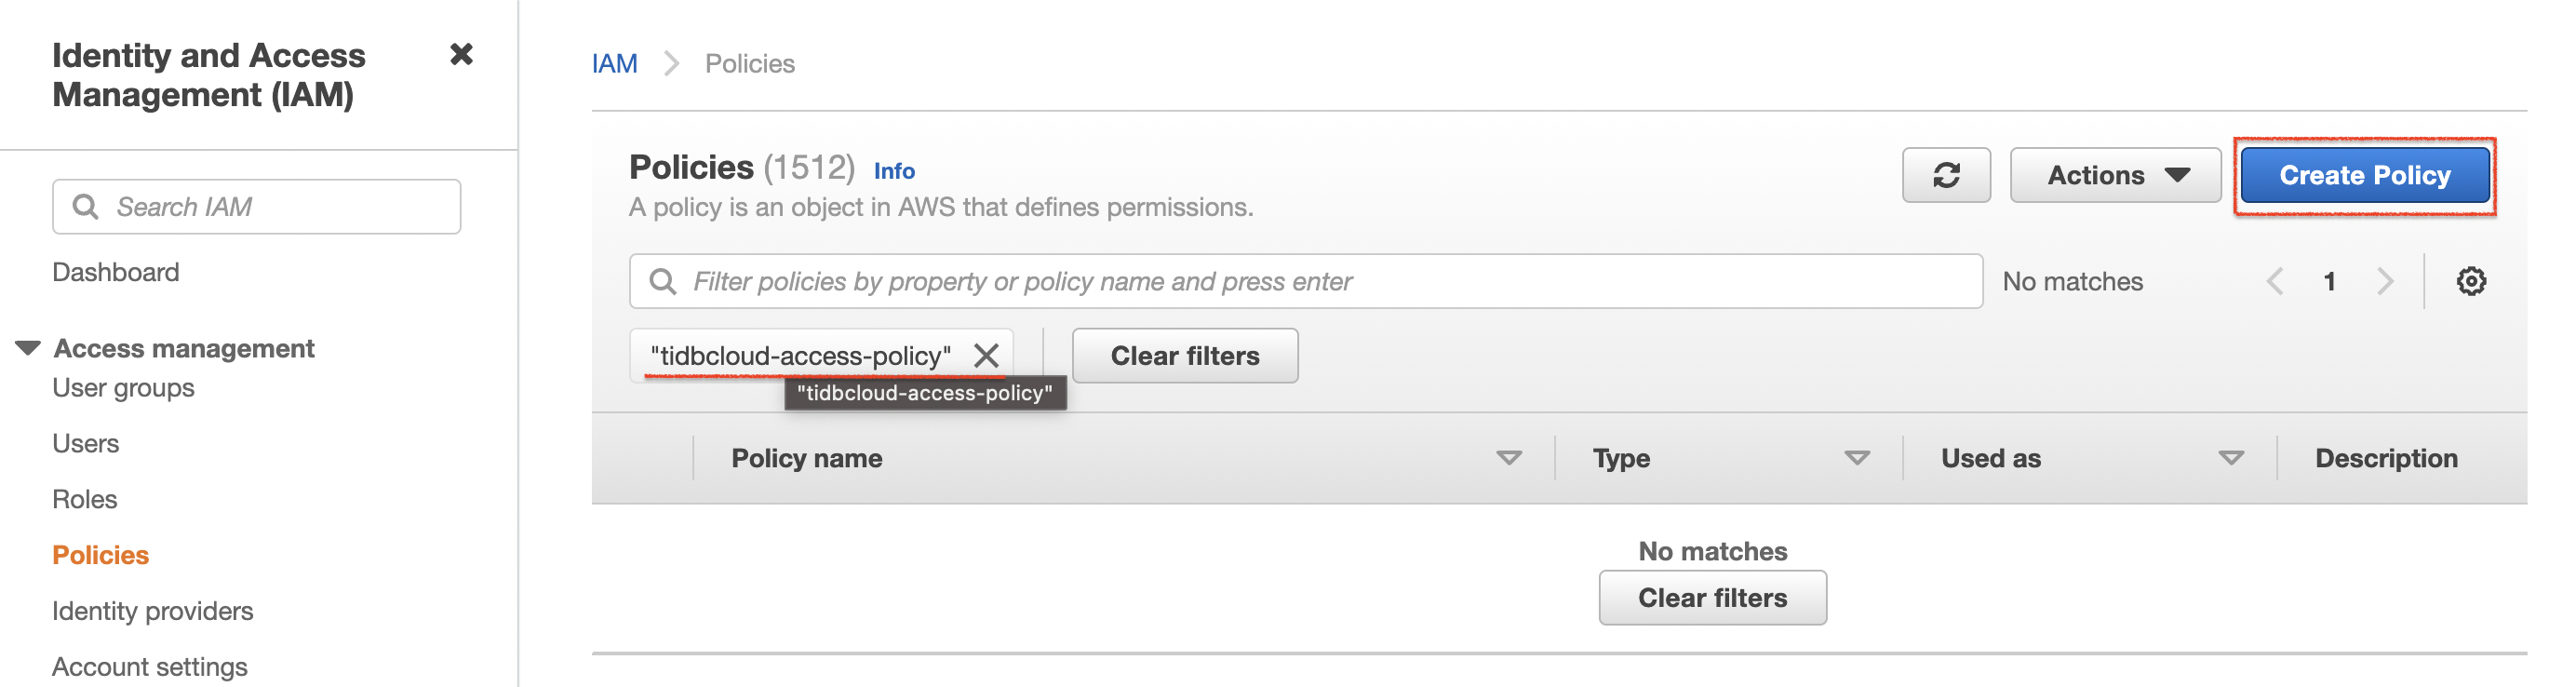 Identity and Access
Management (IAM)
Search IAM
Dashboard
Access management
User groups
Users
Roles
Policies
Identity providers
Account settings
IAM Policies
Policies (1512) Info
A policy is an object in AWS that defines permissions.
Actions
Create Policy
Filter policies by property or policy name and press enter
No matches
1
"tidbcloud-access-policy"
Clear filters
"tidbcloud-access-policy"
Policy name Type Used as Description
No matches
Clear filters